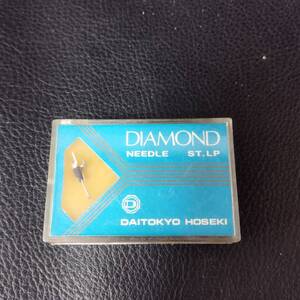 DIAMOND
NEEDLE ST. LP
DAITOKYO HOSEKI